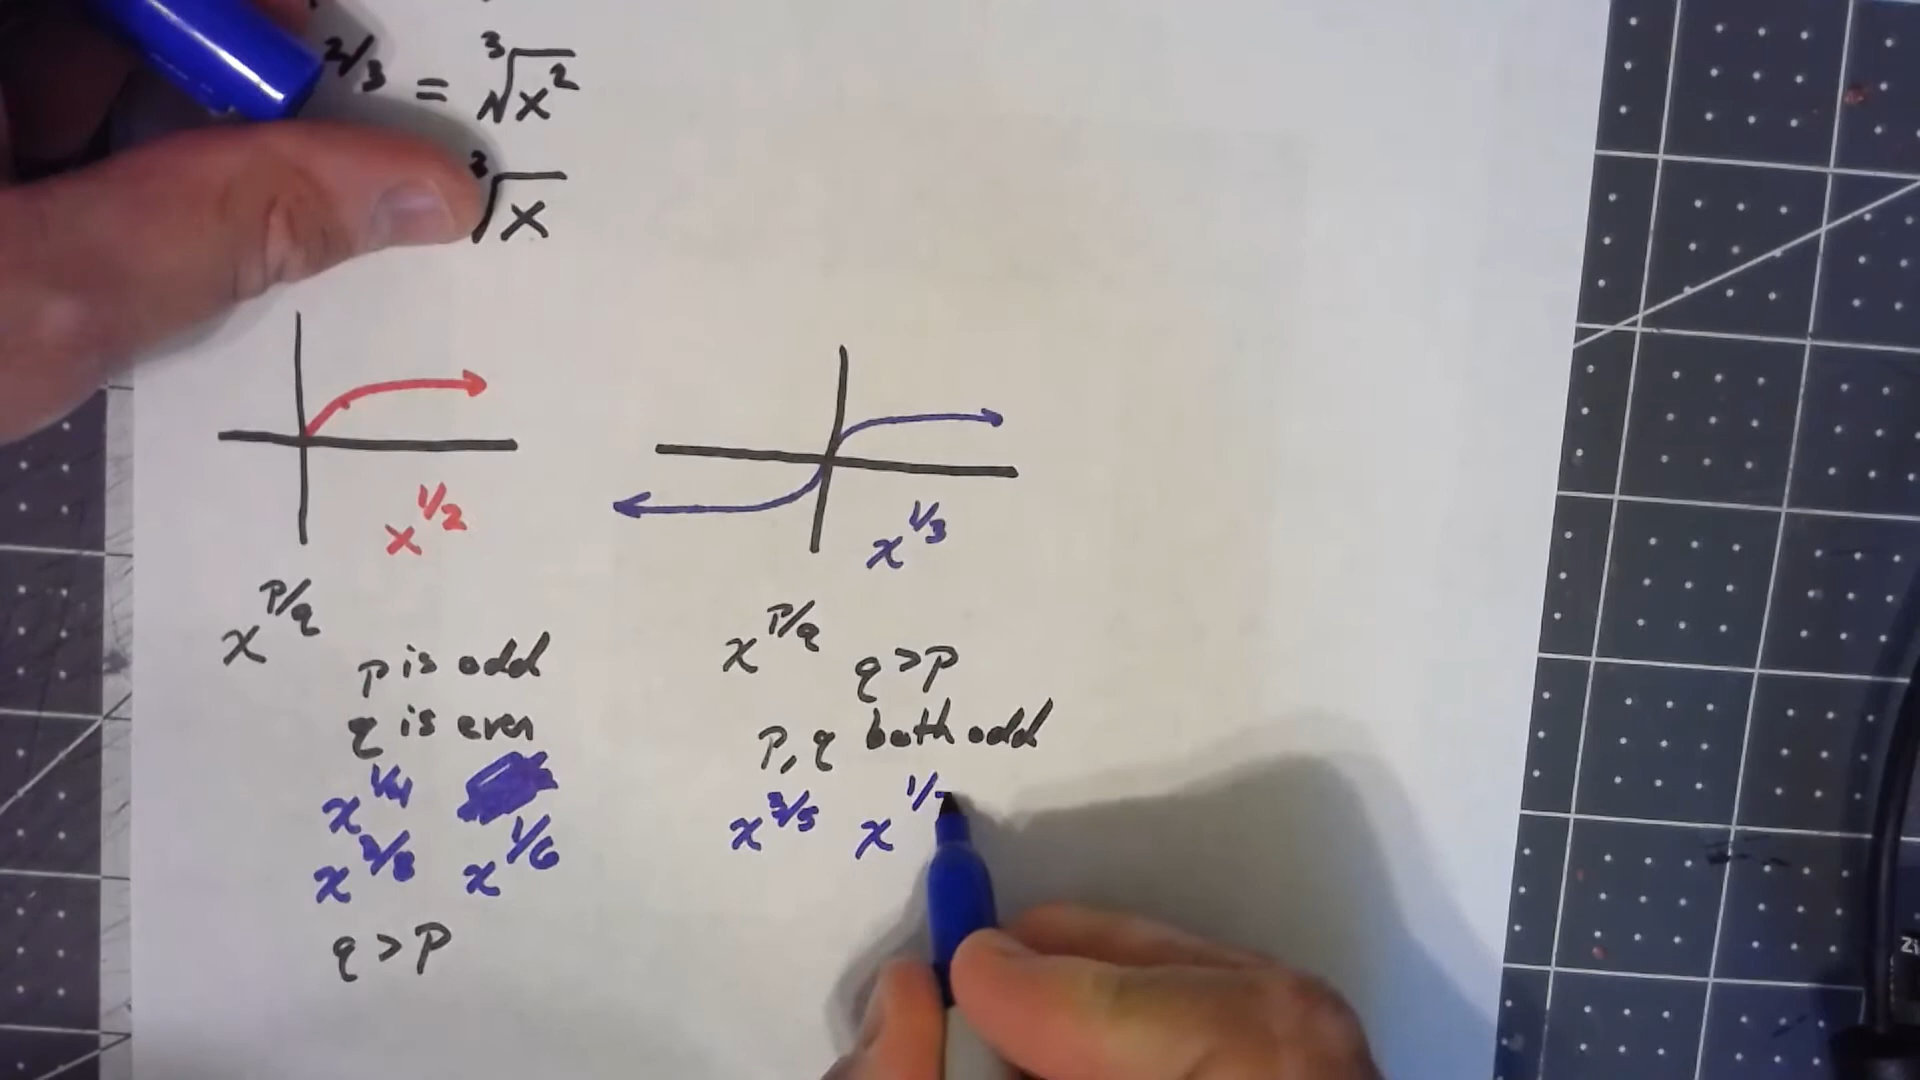 2/3 = ∛x²
√x
x^1/2
x^1/3
x^p/q
p is odd
q is even
x^1/4
x^3/8 x^1/6
q > p
x^p/q q > p
p, q both odd
x^3/5 x^1/